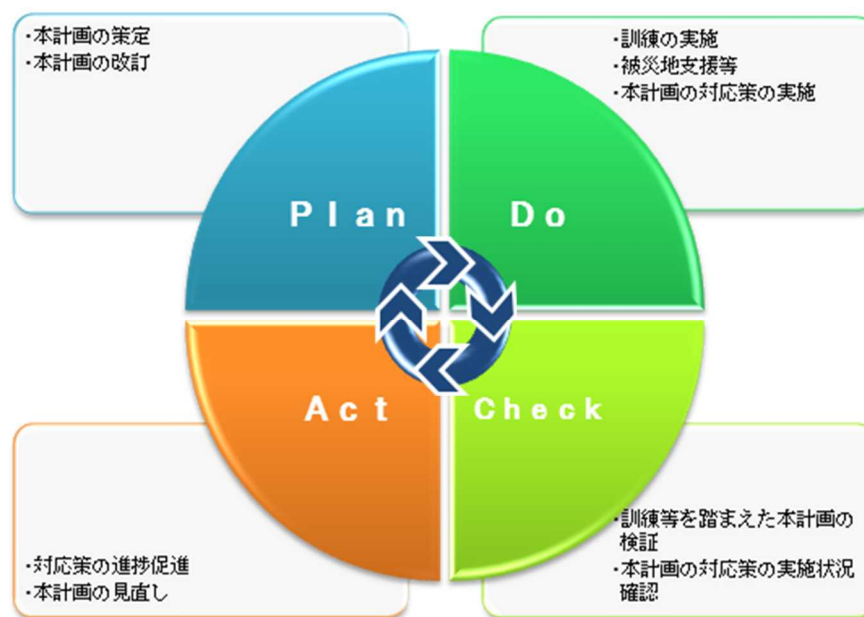 ・本計画の策定
・本計画の改訂
・訓練の実施
・被災地支援等
・本計画の対応策の実施
Plan
Do
Act
Check
・対応策の進捗促進
・本計画の見直し
・訓練等を踏まえた本計画の
検証
・本計画の対応策の実施状況
確認